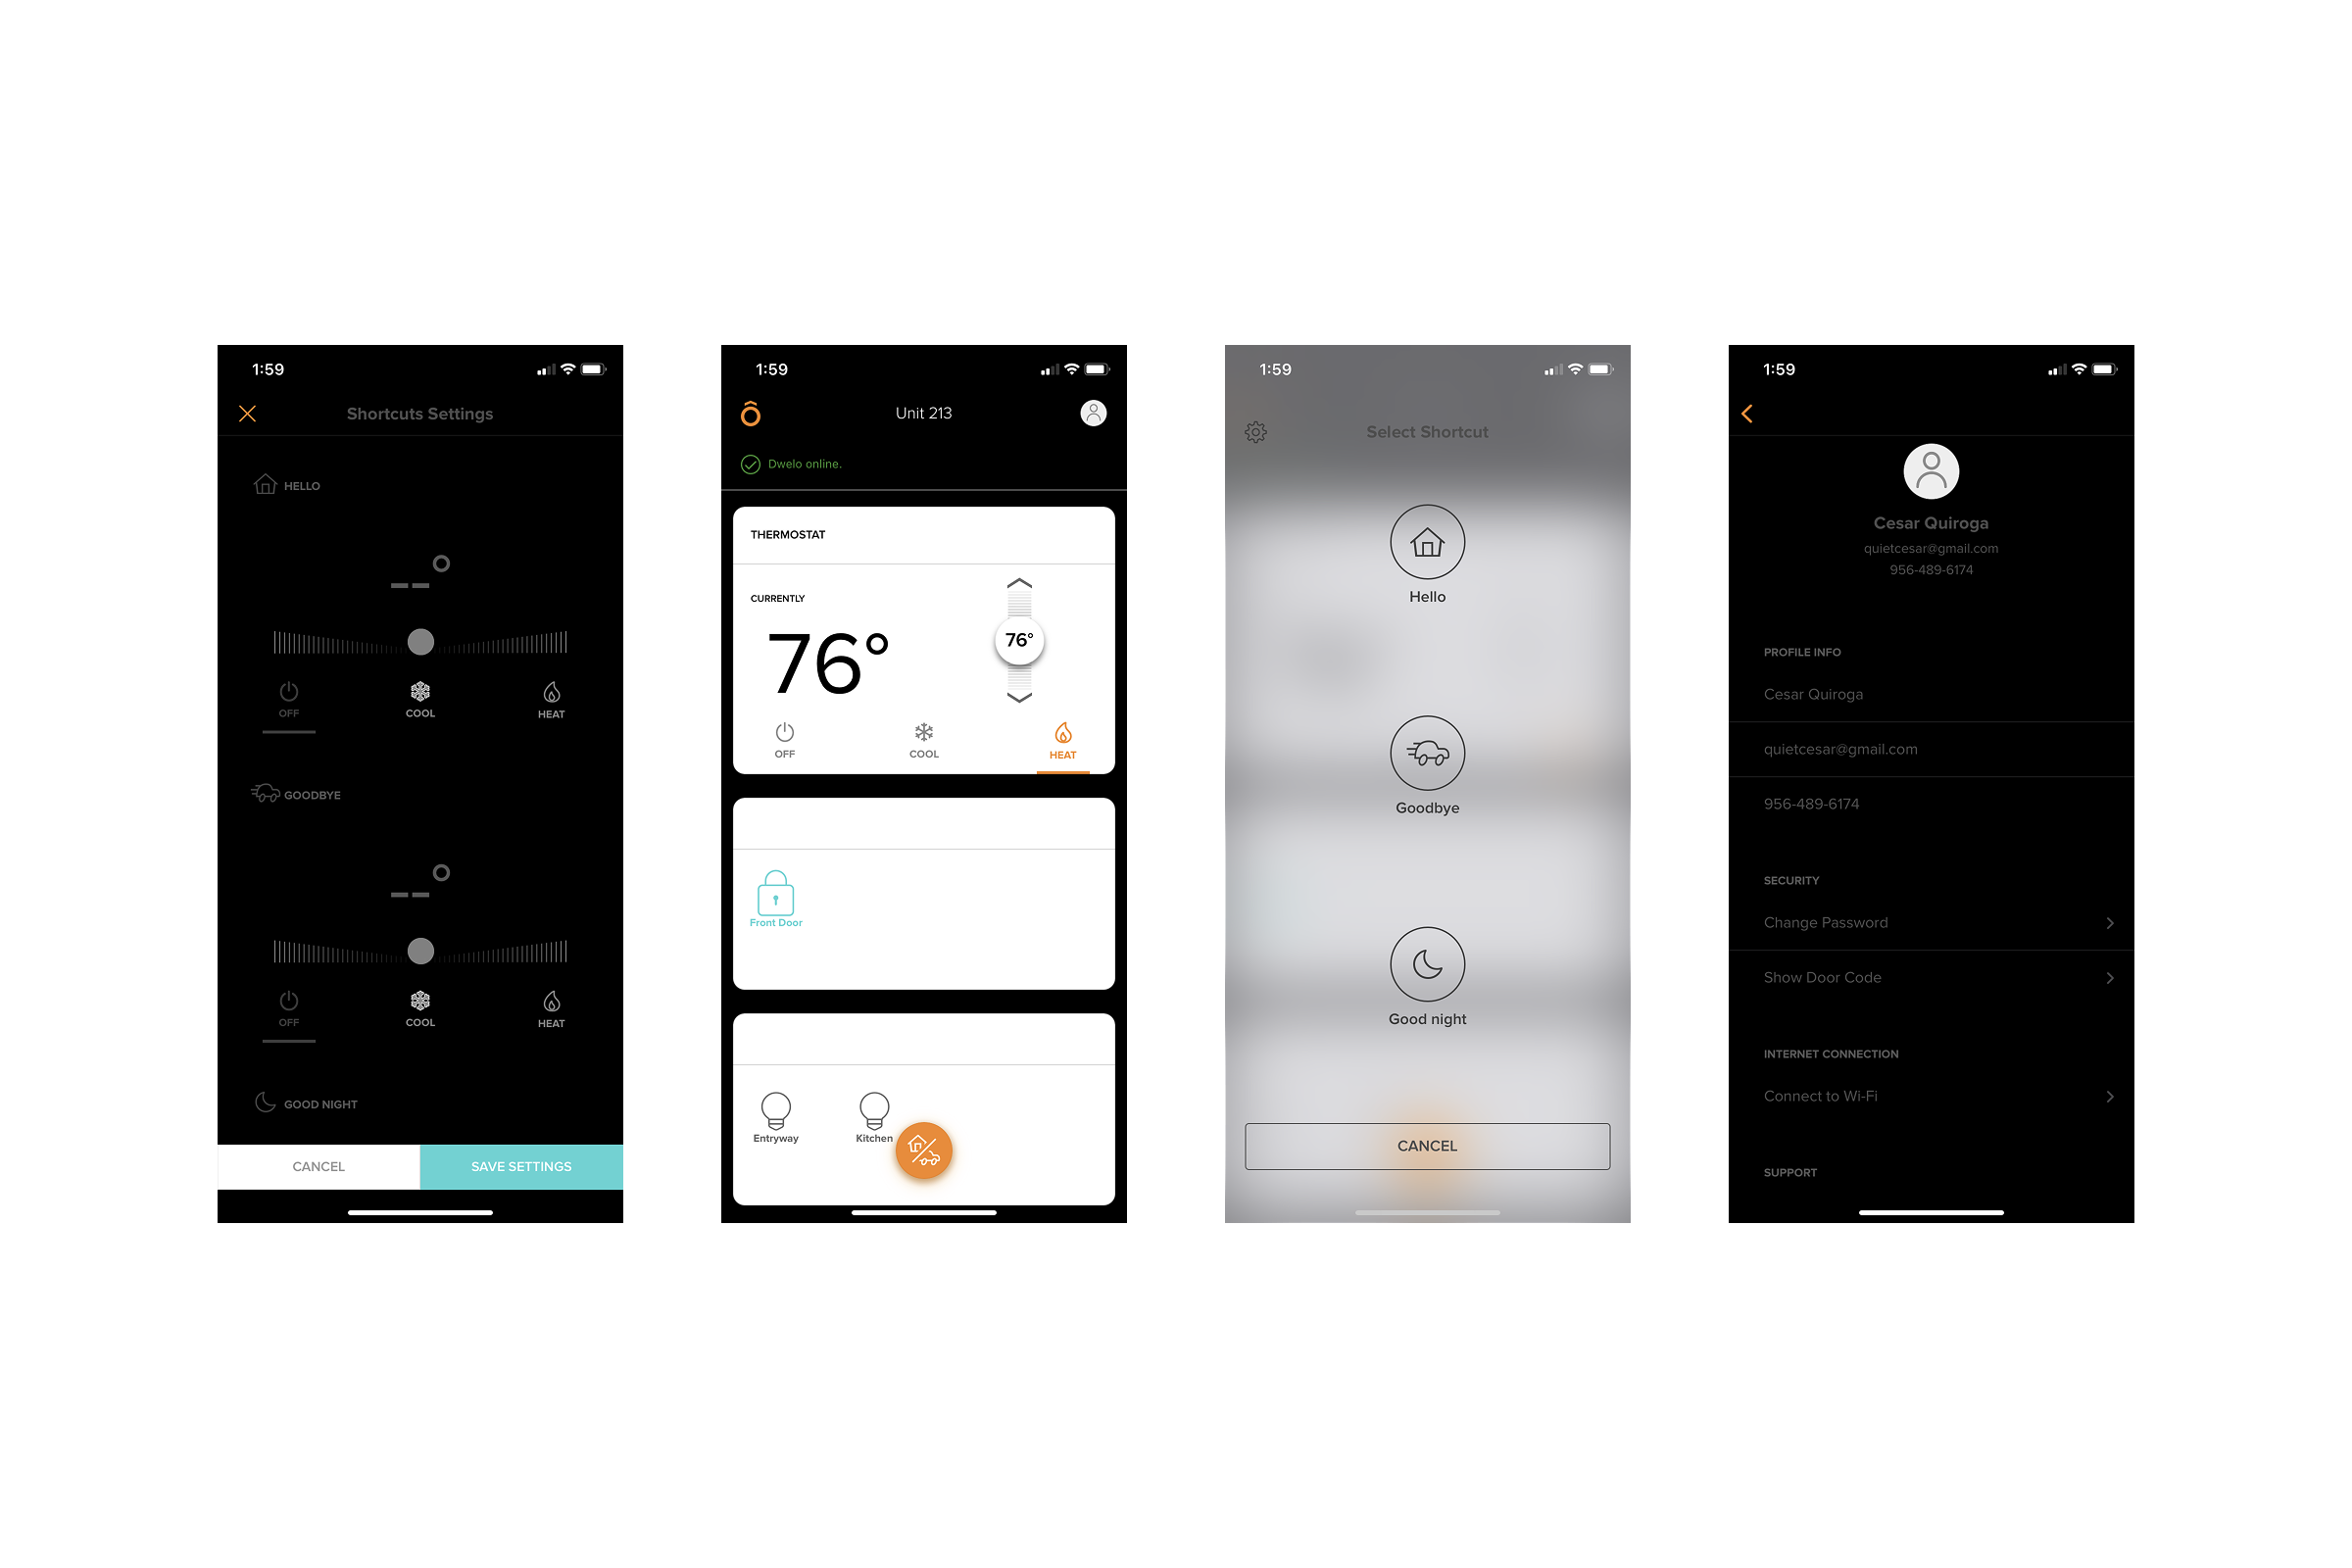 1:59
Shortcuts Settings
HELLO
--°
OFF
COOL
HEAT
GOODBYE
--°
OFF
COOL
HEAT
GOOD NIGHT
CANCEL
SAVE SETTINGS
1:59
Unit 213
Dwelo online.
THERMOSTAT
CURRENTLY
76°
76°
OFF
COOL
HEAT
Front Door
Entryway
Kitchen
1:59
Select Shortcut
Hello
Goodbye
Good night
CANCEL
1:59
Cesar Quiroga
quietcesar@gmail.com
956-489-6174
PROFILE INFO
Cesar Quiroga
quietcesar@gmail.com
956-489-6174
SECURITY
Change Password
Show Door Code
INTERNET CONNECTION
Connect to Wi-Fi
SUPPORT